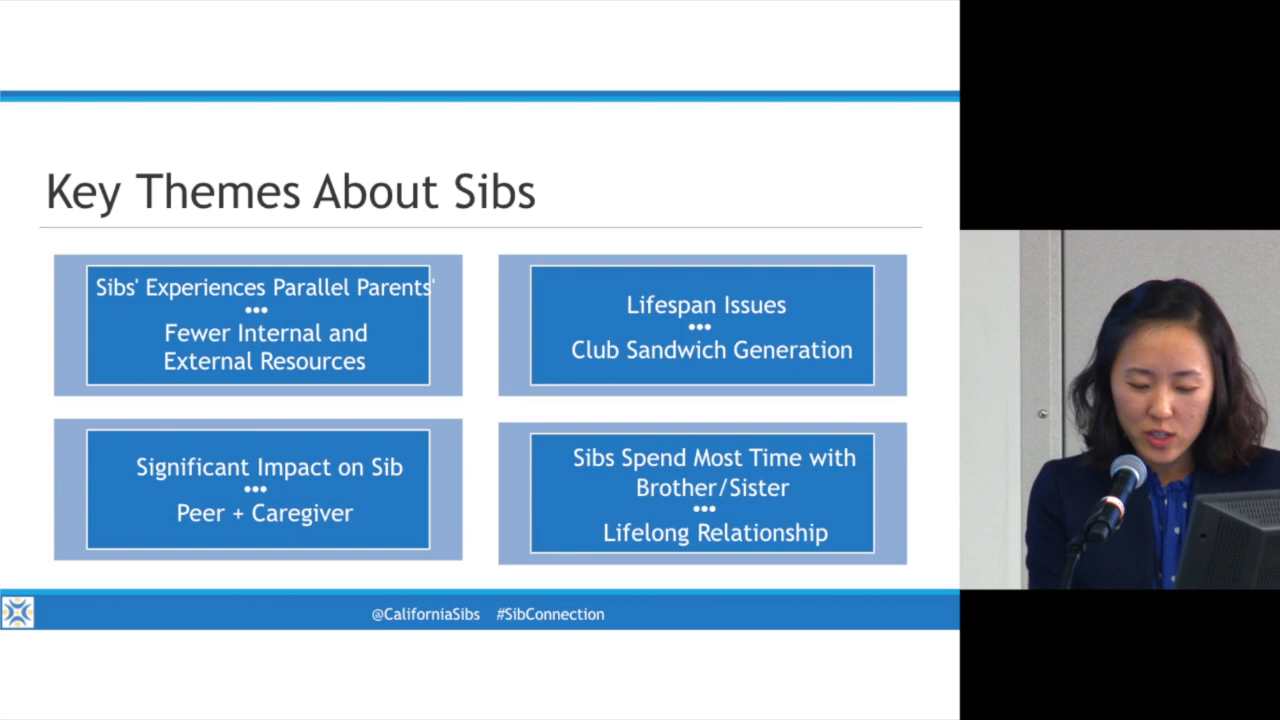 Key Themes About Sibs
Sibs' Experiences Parallel Parents'
•••
Fewer Internal and
External Resources
Lifespan Issues
•••
Club Sandwich Generation
Significant Impact on Sib
•••
Peer + Caregiver
Sibs Spend Most Time with
Brother/Sister
•••
Lifelong Relationship
@CaliforniaSibs #SibConnection